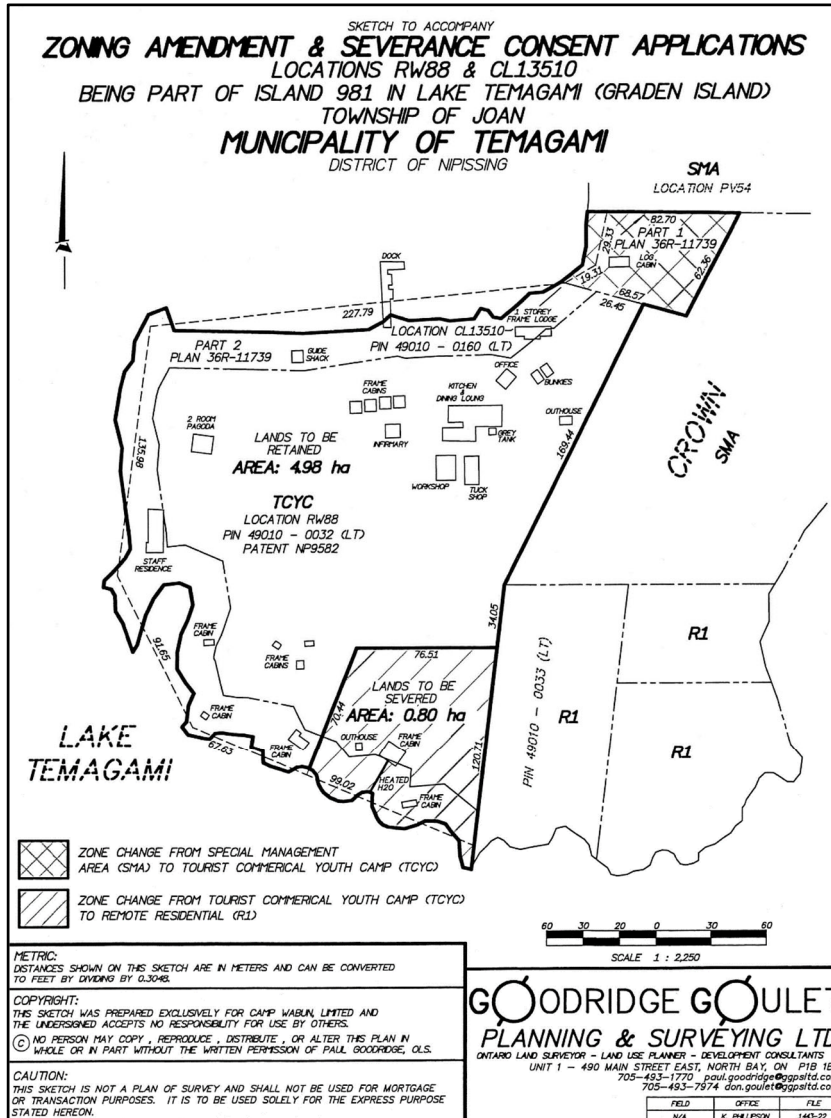 SKETCH TO ACCOMPANY
ZONING AMENDMENT & SEVERANCE CONSENT APPLICATIONS
LOCATIONS RW88 & CL13510
BEING PART OF ISLAND 981 IN LAKE TEMAGAMI (GRADEN ISLAND)
TOWNSHIP OF JOAN
MUNICIPALITY OF TEMAGAMI
DISTRICT OF NIPISSING
SMA
LOCATION PV54
82.70
PART 1
PLAN 36R-11739
29.33
LOG
CABIN
62.36
19.31
68.57
26.45
DOCK
227.79
1 STOREY
FRAME LODGE
LOCATION CL13510
PIN 49010 - 0160 (LT)
PART 2
PLAN 36R-11739
GUIDE
SHACK
OFFICE
BUNKIES
FRAME
CABINS
KITCHEN
&
DINING LOUNG
OUTHOUSE
GREY
TANK
INFIRMARY
2 ROOM
PAGODA
135.98
LANDS TO BE
RETAINED
AREA: 4.98 ha
169.44
CROWN
SMA
WORKSHOP
TUCK
SHOP
TCYC
LOCATION RW88
PIN 49010 - 0032 (LT)
PATENT NP9582
STAFF
RESIDENCE
34.05
91.65
FRAME
CABIN
FRAME
CABINS
76.51
LANDS TO BE
SEVERED
AREA: 0.80 ha
70.44
120.71
PIN 49010 - 0033 (LT)
R1
R1
R1
FRAME
CABIN
67.63
FRAME
CABIN
OUTHOUSE
FRAME
CABIN
99.02
HEATED
H2O
FRAME
CABIN
LAKE
TEMAGAMI
ZONE CHANGE FROM SPECIAL MANAGEMENT
AREA (SMA) TO TOURIST COMMERICAL YOUTH CAMP (TCYC)
ZONE CHANGE FROM TOURIST COMMERICAL YOUTH CAMP (TCYC)
TO REMOTE RESIDENTIAL (R1)
60 30 20 0 30 60
SCALE 1 : 2,250
METRIC:
DISTANCES SHOWN ON THIS SKETCH ARE IN METERS AND CAN BE CONVERTED
TO FEET BY DIVIDING BY 0.3048.
COPYRIGHT:
THIS SKETCH WAS PREPARED EXCLUSIVELY FOR CAMP WABUN, LIMITED AND
THE UNDERSIGNED ACCEPTS NO RESPONSIBILITY FOR USE BY OTHERS.
© NO PERSON MAY COPY , REPRODUCE , DISTRIBUTE , OR ALTER THIS PLAN IN
WHOLE OR IN PART WITHOUT THE WRITTEN PERMISSION OF PAUL GOODRIDGE, OLS.
CAUTION:
THIS SKETCH IS NOT A PLAN OF SURVEY AND SHALL NOT BE USED FOR MORTGAGE
OR TRANSACTION PURPOSES. IT IS TO BE USED SOLELY FOR THE EXPRESS PURPOSE
STATED HEREON.
GOODRIDGE GOULET
PLANNING & SURVEYING LTD
ONTARIO LAND SURVEYOR - LAND USE PLANNER - DEVELOPMENT CONSULTANTS
UNIT 1 - 490 MAIN STREET EAST, NORTH BAY, ON P1B 1B
705-493-1770 paul.goodridge@ggpsltd.co
705-493-7974 don.goulet@ggpsltd.co
FIELD OFFICE FILE
N/A K. PHILIPSON 1443-22